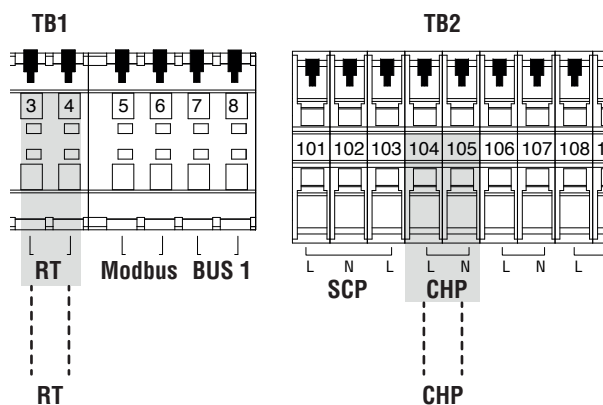 TB1 TB2
3 4 5 6 7 8
101 102 103 104 105 106 107 108
L N L L N L N L
RT Modbus BUS 1 SCP CHP
RT CHP